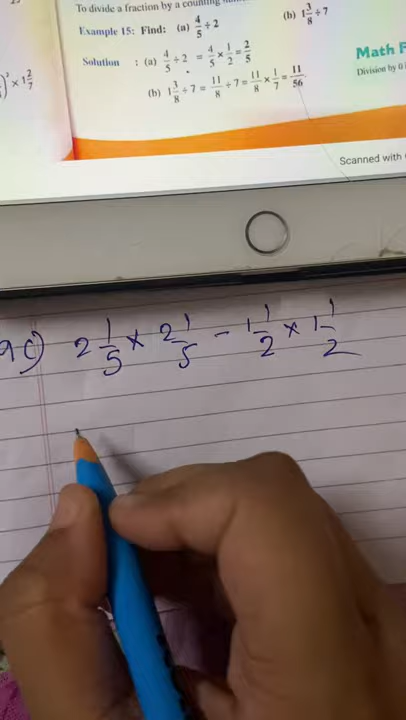 To divide a fraction by a counting
Example 15: Find: (a) 4/5 ÷ 2 (b) 1 3/8 ÷ 7
Solution : (a) 4/5 ÷ 2 = 4/5 × 1/2 = 2/5
(b) 1 3/8 ÷ 7 = 11/8 ÷ 7 = 11/8 × 1/7 = 11/56
× 1 2/7
Math F
Division by 0 i
Scanned with
c) 2 1/5 × 2 1/5 - 1 1/2 × 1 1/2